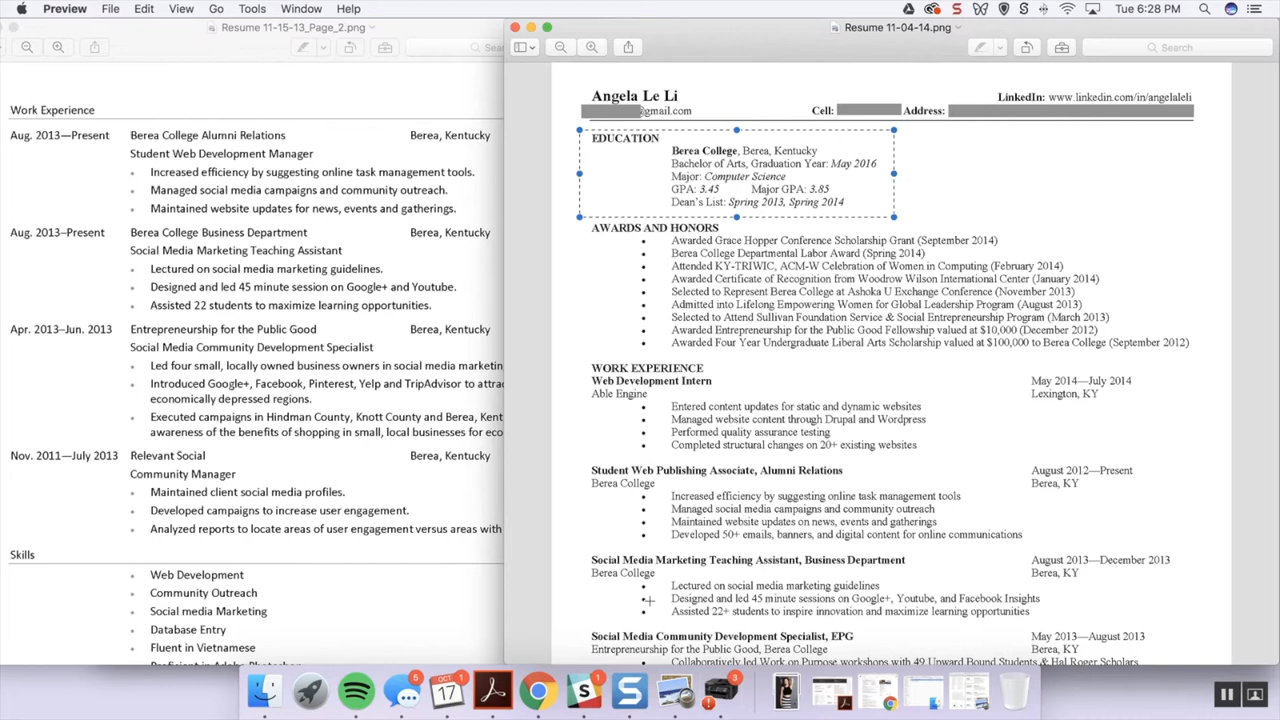 Preview File Edit View Go Tools Window Help
Tue 6:28 PM
Resume 11-15-13_Page_2.png
Sear
Work Experience
Aug. 2013—Present Berea College Alumni Relations Berea, Kentucky
Student Web Development Manager
• Increased efficiency by suggesting online task management tools.
• Managed social media campaigns and community outreach.
• Maintained website updates for news, events and gatherings.
Aug. 2013–Present Berea College Business Department Berea, Kentucky
Social Media Marketing Teaching Assistant
• Lectured on social media marketing guidelines.
• Designed and led 45 minute session on Google+ and Youtube.
• Assisted 22 students to maximize learning opportunities.
Apr. 2013–Jun. 2013 Entrepreneurship for the Public Good Berea, Kentucky
Social Media Community Development Specialist
• Led four small, locally owned business owners in social media marketin
• Introduced Google+, Facebook, Pinterest, Yelp and TripAdvisor to attrac
economically depressed regions.
• Executed campaigns in Hindman County, Knott County and Berea, Kent
awareness of the benefits of shopping in small, local businesses for eco
Nov. 2011—July 2013 Relevant Social Berea, Kentucky
Community Manager
• Maintained client social media profiles.
• Developed campaigns to increase user engagement.
• Analyzed reports to locate areas of user engagement versus areas with
Skills
• Web Development
• Community Outreach
• Social media Marketing
• Database Entry
• Fluent in Vietnamese
Resume 11-04-14.png
Search
Angela Le Li LinkedIn: www.linkedin.com/in/angelaleli
@gmail.com Cell: Address:
EDUCATION
Berea College, Berea, Kentucky
Bachelor of Arts, Graduation Year: May 2016
Major: Computer Science
GPA: 3.45 Major GPA: 3.85
Dean's List: Spring 2013, Spring 2014
AWARDS AND HONORS
• Awarded Grace Hopper Conference Scholarship Grant (September 2014)
• Berea College Departmental Labor Award (Spring 2014)
• Attended KY-TRIWIC, ACM-W Celebration of Women in Computing (February 2014)
• Awarded Certificate of Recognition from Woodrow Wilson International Center (January 2014)
• Selected to Represent Berea College at Ashoka U Exchange Conference (November 2013)
• Admitted into Lifelong Empowering Women for Global Leadership Program (August 2013)
• Selected to Attend Sullivan Foundation Service & Social Entrepreneurship Program (March 2013)
• Awarded Entrepreneurship for the Public Good Fellowship valued at $10,000 (December 2012)
• Awarded Four Year Undergraduate Liberal Arts Scholarship valued at $100,000 to Berea College (September 2012)
WORK EXPERIENCE
Web Development Intern May 2014—July 2014
Able Engine Lexington, KY
• Entered content updates for static and dynamic websites
• Managed website content through Drupal and Wordpress
• Performed quality assurance testing
• Completed structural changes on 20+ existing websites
Student Web Publishing Associate, Alumni Relations August 2012—Present
Berea College Berea, KY
• Increased efficiency by suggesting online task management tools
• Managed social media campaigns and community outreach
• Maintained website updates on news, events and gatherings
• Developed 50+ emails, banners, and digital content for online communications
Social Media Marketing Teaching Assistant, Business Department August 2013—December 2013
Berea College Berea, KY
• Lectured on social media marketing guidelines
• Designed and led 45 minute sessions on Google+, Youtube, and Facebook Insights
• Assisted 22+ students to inspire innovation and maximize learning opportunities
Social Media Community Development Specialist, EPG May 2013—August 2013
Entrepreneurship for the Public Good, Berea College Berea, KY
• Collaboratively led Work on Purpose workshops with 49 Upward Bound Students & Hal Roger Scholars
5
OCT
17
1
1
3